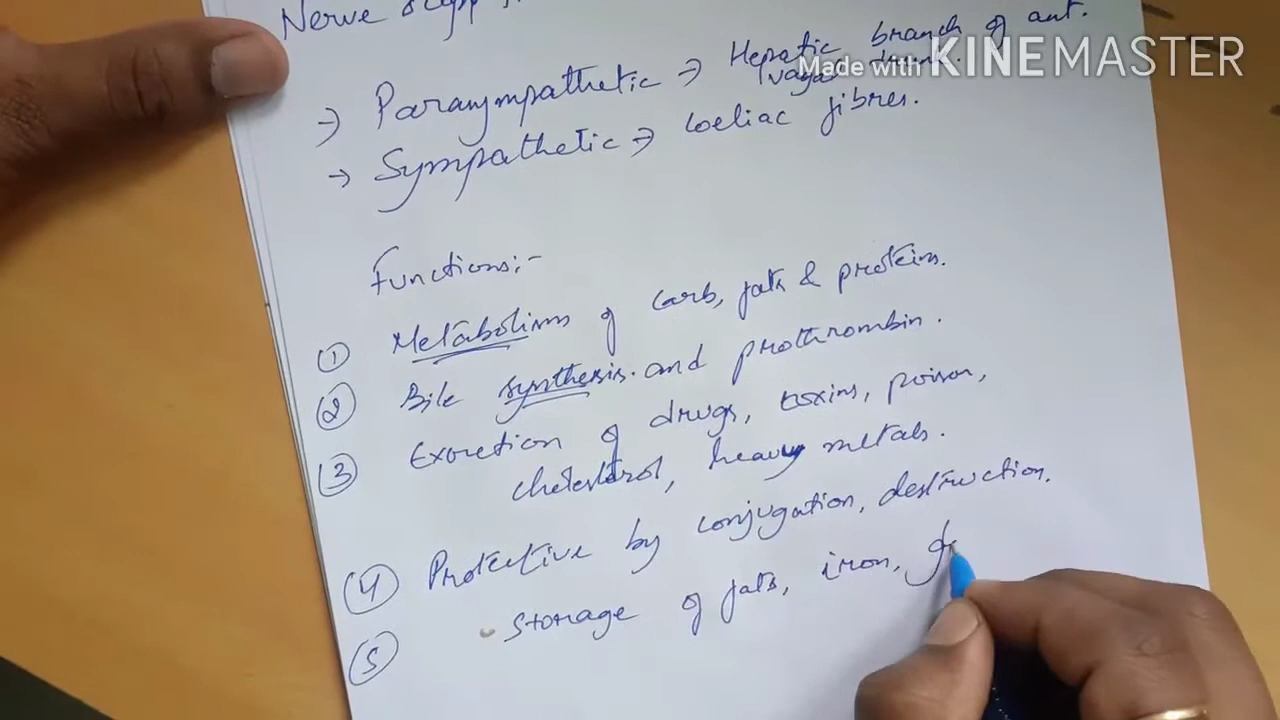 Nerve supply
Made with KINEMASTER
→ Parasympathetic → Hepatic branch of ant.
vagal trunk.
→ Sympathetic → Coeliac fibres.
Functions:-
① Metabolism of carb, fats & proteins.
② Bile synthesis. and prothrombin.
③ Excretion of drugs, toxins, poison,
cholesterol, heavy metals.
④ Protective by conjugation, destruction.
⑤ Storage of fats, iron,